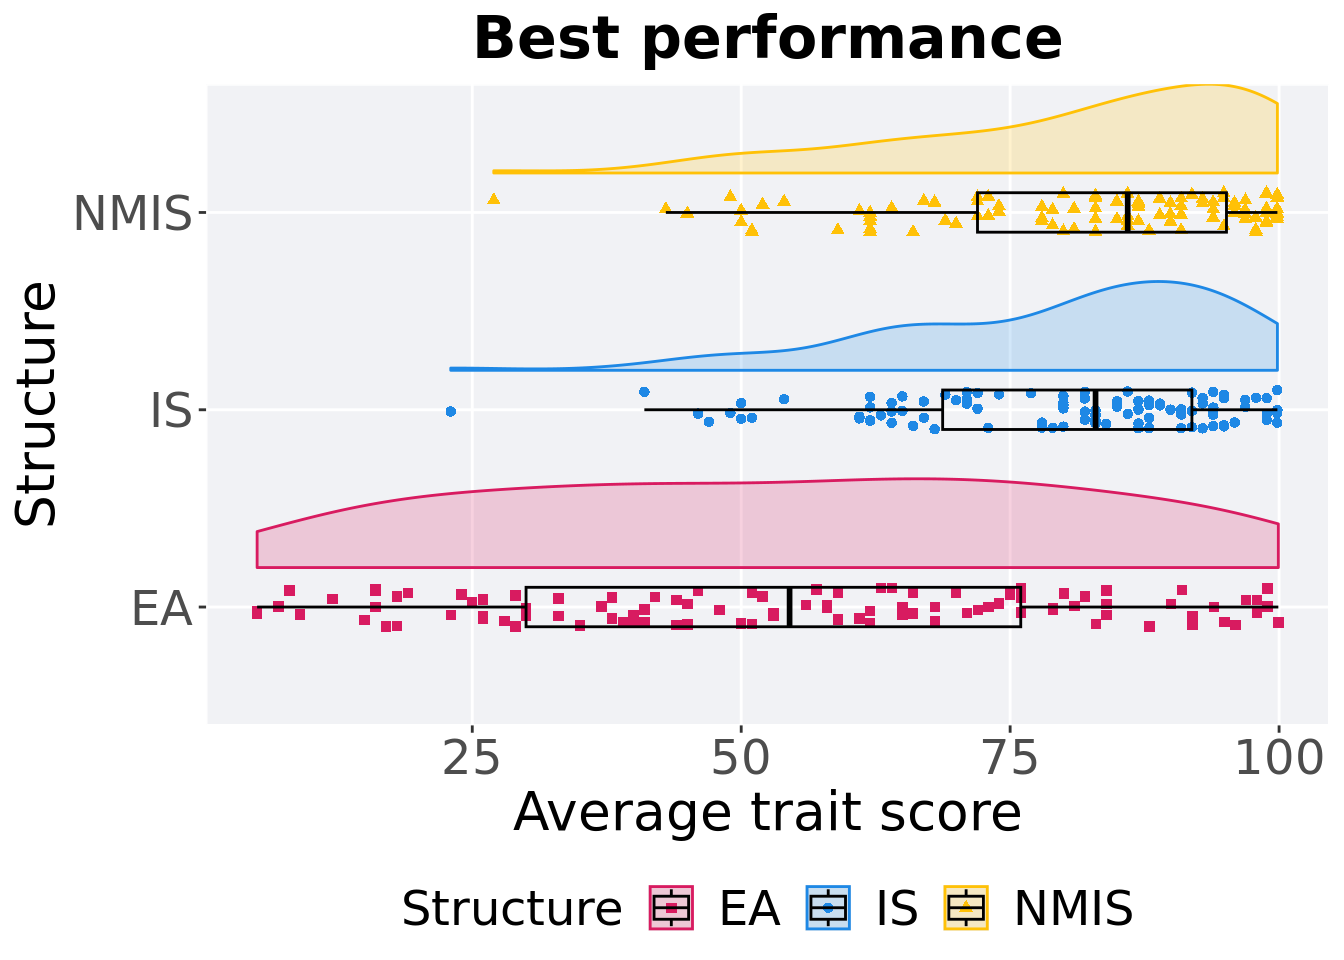 Best performance
Structure
NMIS
IS
EA
25 50 75 100
Average trait score
Structure EA IS NMIS